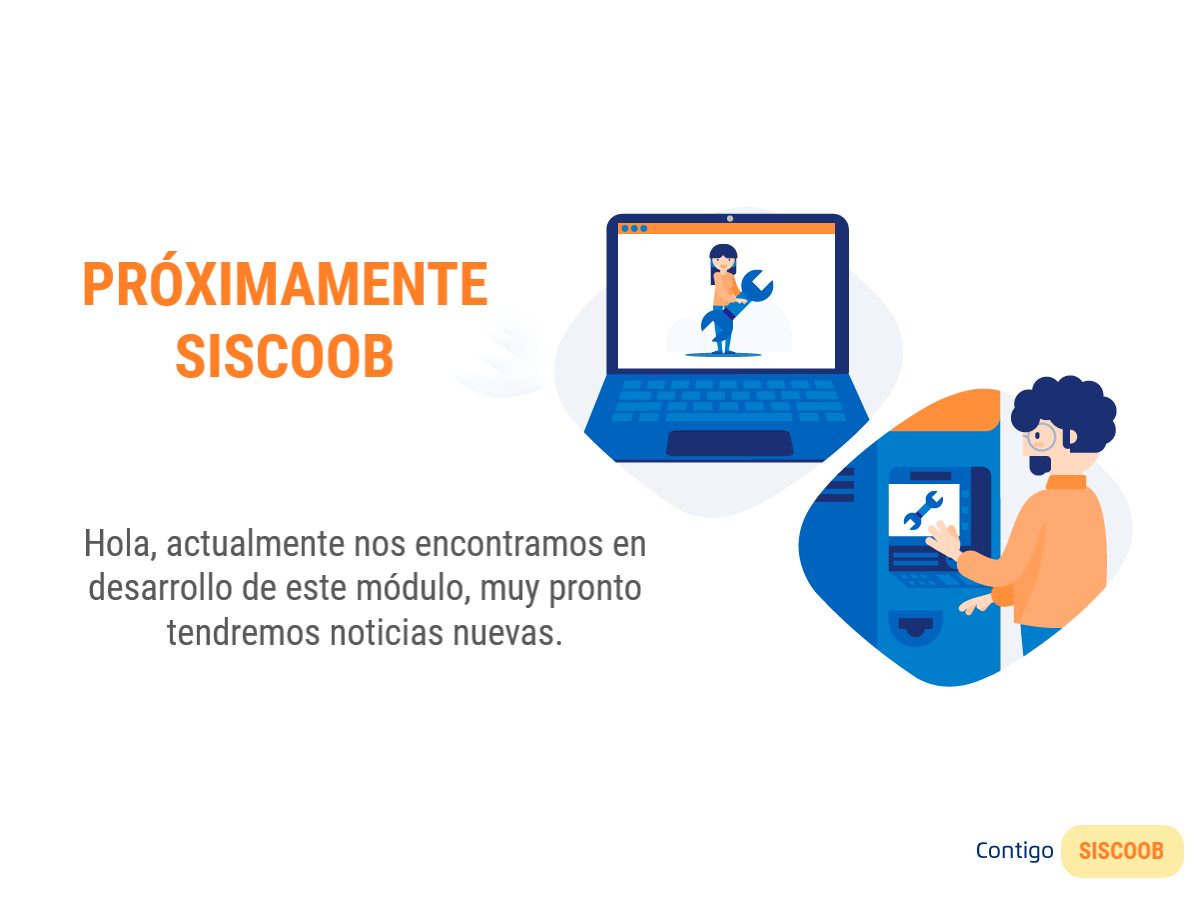 PRÓXIMAMENTE
SISCOOB
Hola, actualmente nos encontramos en
desarrollo de este módulo, muy pronto
tendremos noticias nuevas.
Contigo SISCOOB